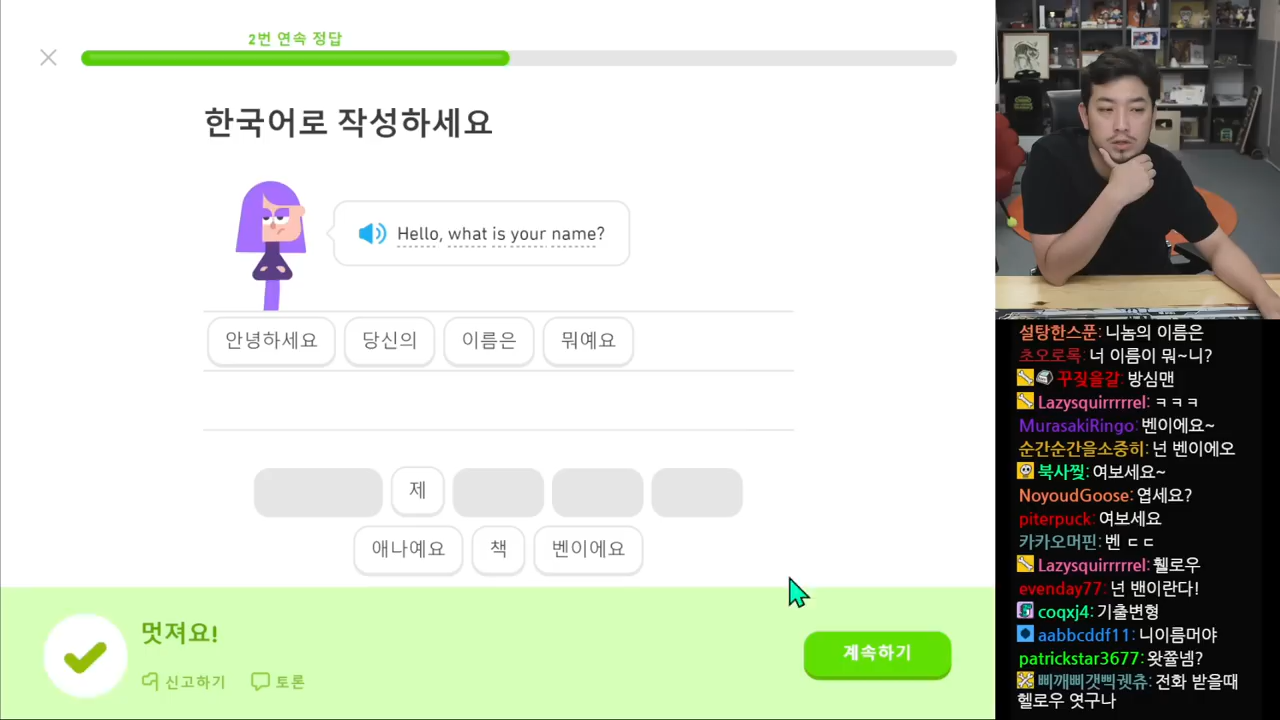 2번 연속 정답
한국어로 작성하세요
Hello, what is your name?
안녕하세요 당신의 이름은 뭐예요
제
애나예요 책 벤이에요
멋져요!
신고하기 토론
계속하기
설탕한스푼: 니놈의 이름은
초오로록: 너 이름이 뭐~니?
꾸짖을갈: 방심맨
Lazysquirrrrrel: ㅋㅋㅋ
MurasakiRingo: 벤이에요~
순간순간을소중히: 넌 벤이에오
북사찢: 여보세요~
NoyoudGoose: 엽세요?
piterpuck: 여보세요
카카오머핀: 벤 ㄷㄷ
Lazysquirrrrrel: 훼로우
evenday77: 넌 밴이란다!
coqxj4: 기출변형
aabbcddf11: 니이름머야
patrickstar3677: 왓쭐넴?
삐깨삐갯삑궷츄: 전화 받을때
헬로우 엿구나